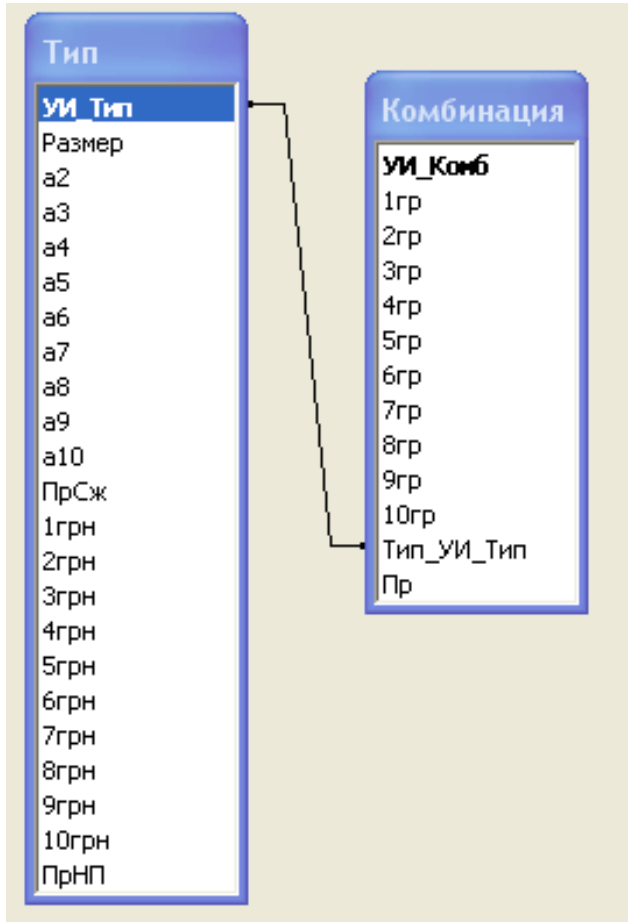 Тип
УИ_Тип
Размер
а2
а3
а4
а5
а6
а7
а8
а9
а10
ПрСж
1грн
2грн
3грн
4грн
5грн
6грн
7грн
8грн
9грн
10грн
ПрНП
Комбинация
УИ_Комб
1гр
2гр
3гр
4гр
5гр
6гр
7гр
8гр
9гр
10гр
Тип_УИ_Тип
Пр